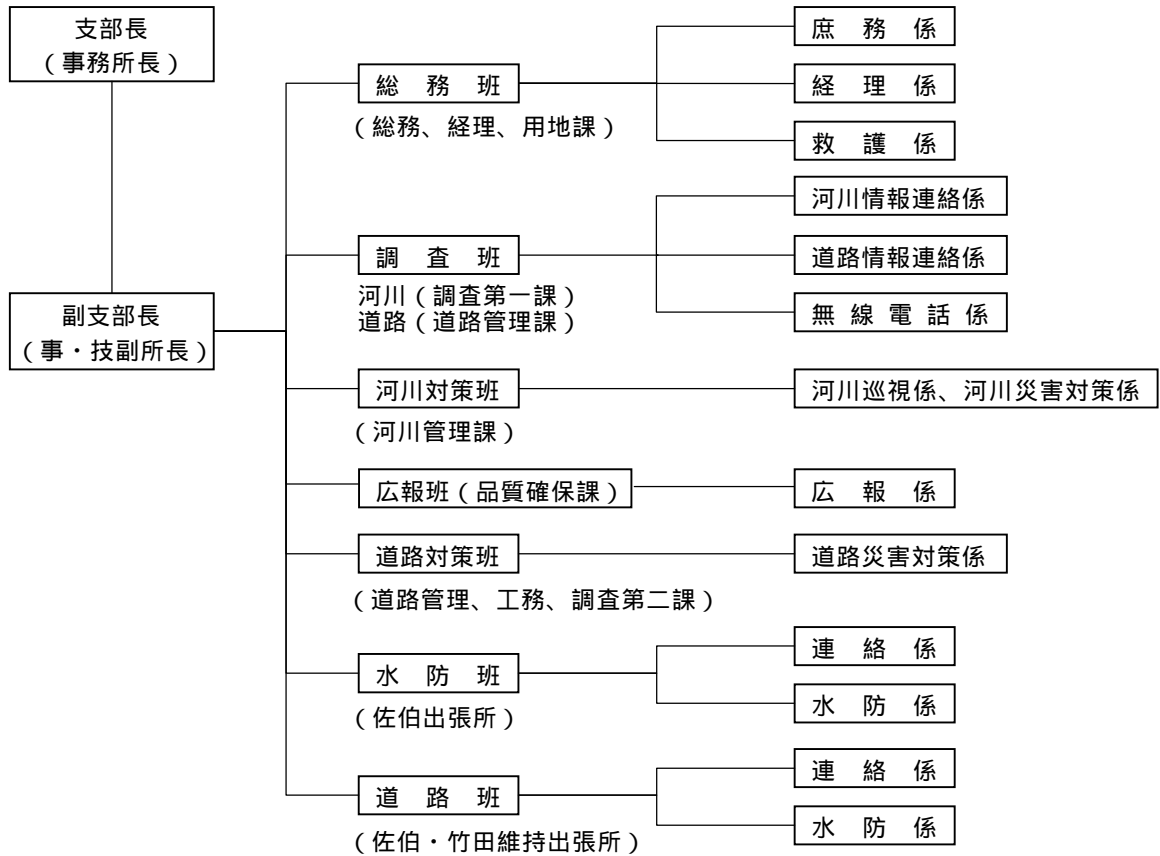 支部長
（事務所長）
副支部長
（事・技副所長）
総務班
（総務、経理、用地課）
庶務係
経理係
救護係
調査班
河川（調査第一課）
道路（道路管理課）
河川情報連絡係
道路情報連絡係
無線電話係
河川対策班
（河川管理課）
河川巡視係、河川災害対策係
広報班（品質確保課）
広報係
道路対策班
（道路管理、工務、調査第二課）
道路災害対策係
水防班
（佐伯出張所）
連絡係
水防係
道路班
（佐伯・竹田維持出張所）
連絡係
水防係